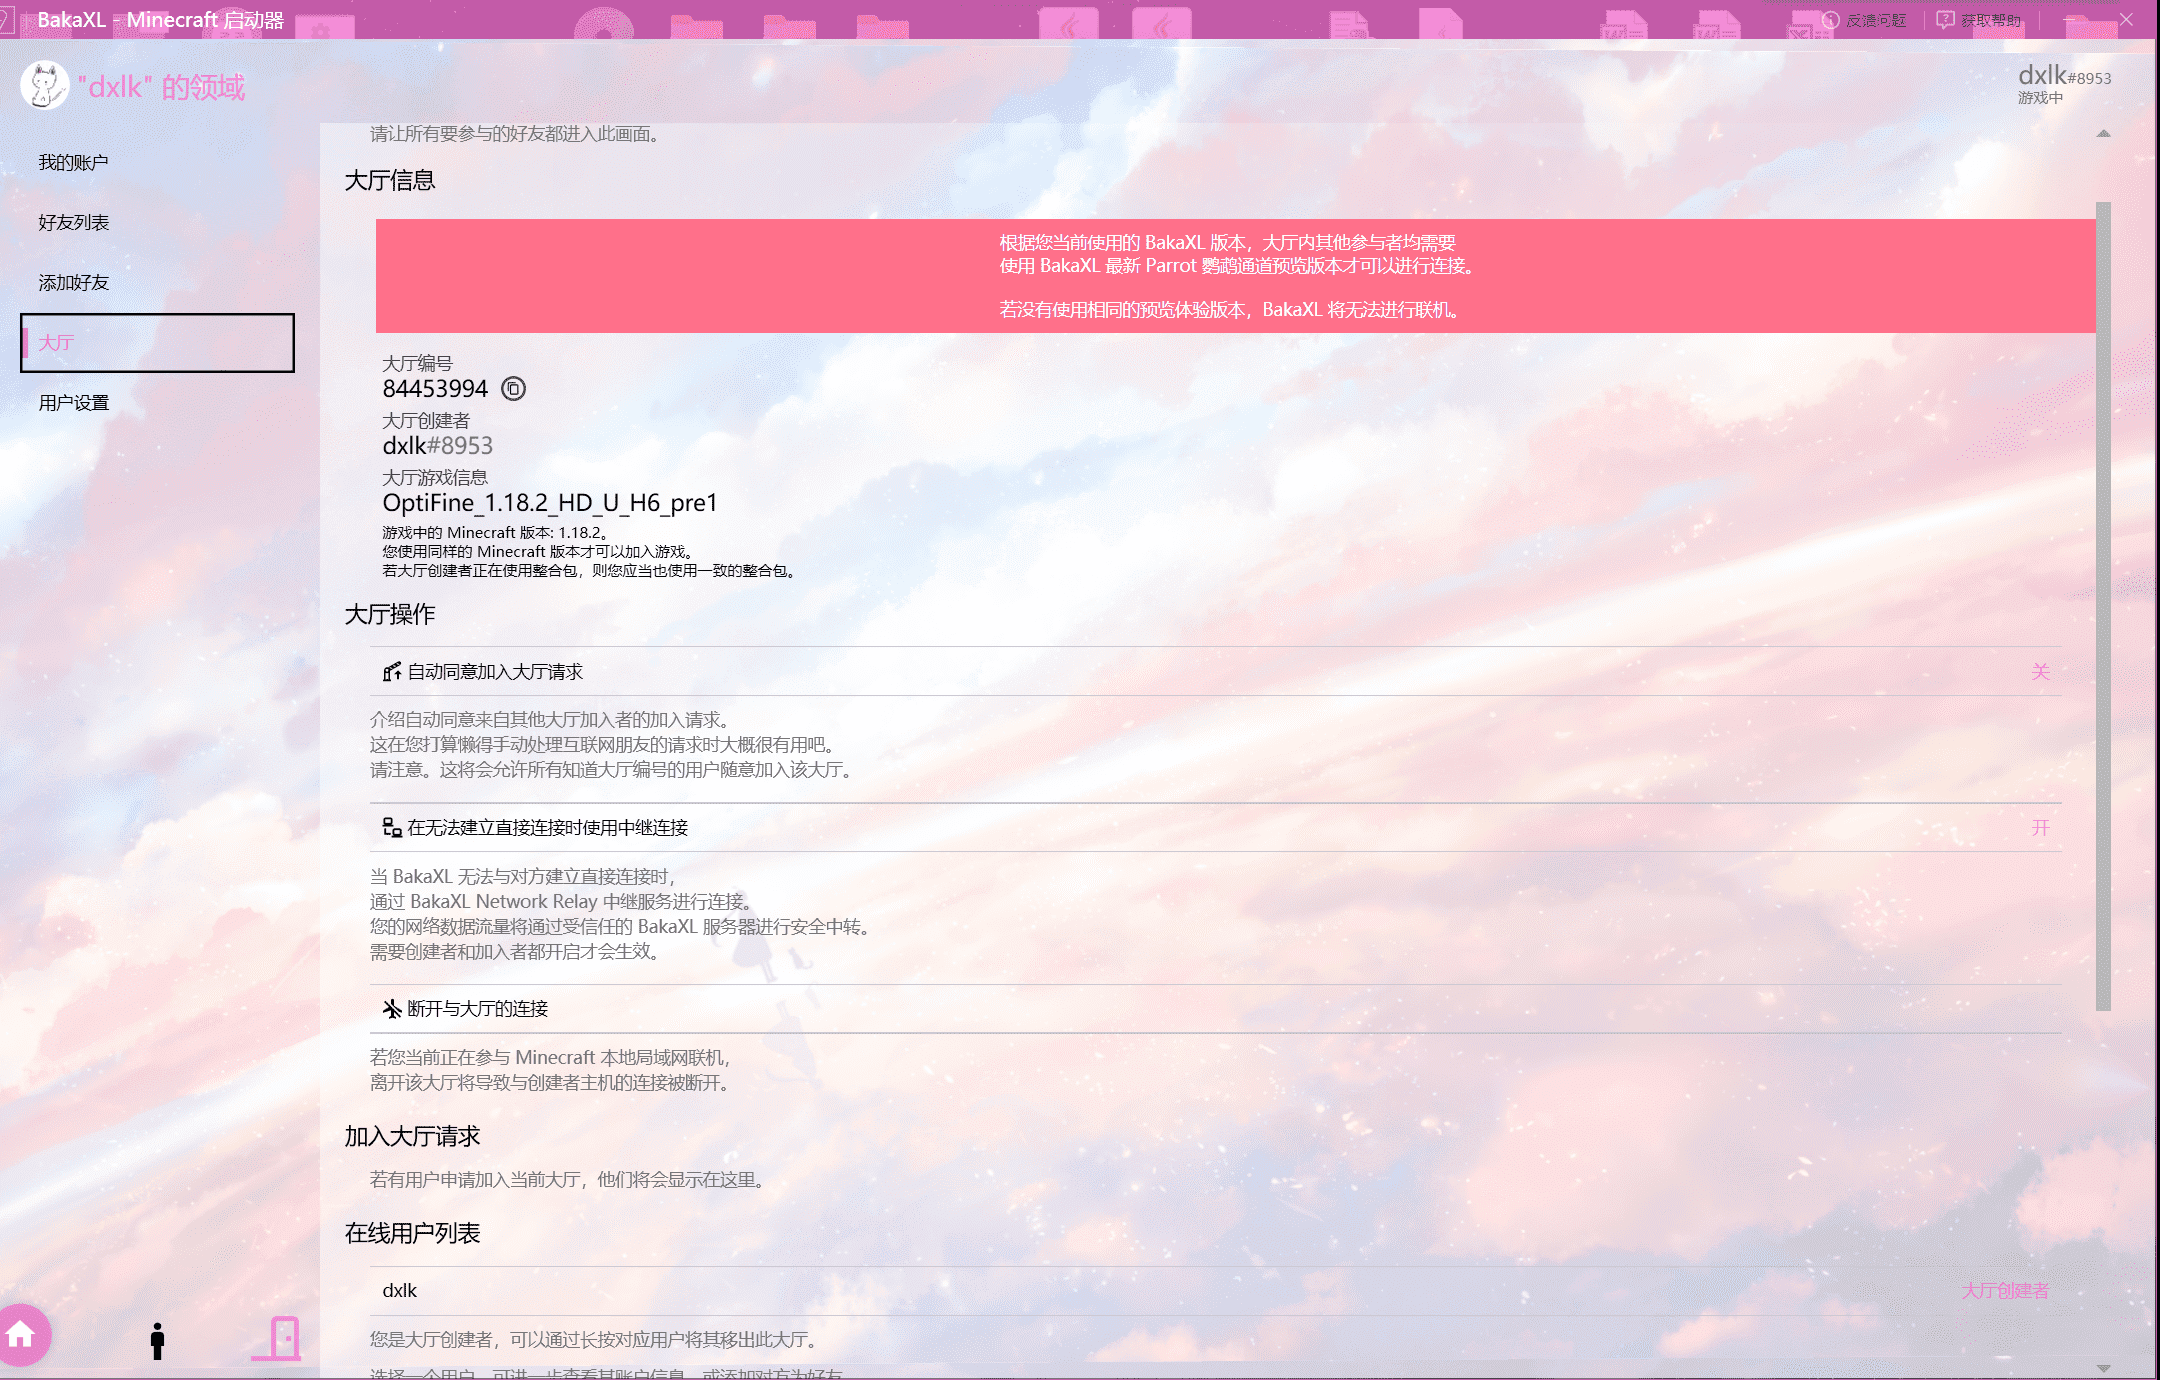 BakaXL - Minecraft 启动器
反馈问题
获取帮助
"dxlk" 的领域
dxlk#8953
游戏中
我的账户
好友列表
添加好友
大厅
用户设置
请让所有要参与的好友都进入此画面。
大厅信息
根据您当前使用的 BakaXL 版本，大厅内其他参与者均需要
使用 BakaXL 最新 Parrot 鹦鹉通道预览版本才可以进行连接。
若没有使用相同的预览体验版本，BakaXL 将无法进行联机。
大厅编号
84453994
大厅创建者
dxlk#8953
大厅游戏信息
OptiFine_1.18.2_HD_U_H6_pre1
游戏中的 Minecraft 版本: 1.18.2。
您使用同样的 Minecraft 版本才可以加入游戏。
若大厅创建者正在使用整合包，则您应当也使用一致的整合包。
大厅操作
自动同意加入大厅请求
关
介绍自动同意来自其他大厅加入者的加入请求。
这在您打算懒得手动处理互联网朋友的请求时大概很有用吧。
请注意。这将会允许所有知道大厅编号的用户随意加入该大厅。
在无法建立直接连接时使用中继连接
开
当 BakaXL 无法与对方建立直接连接时，
通过 BakaXL Network Relay 中继服务进行连接。
您的网络数据流量将通过受信任的 BakaXL 服务器进行安全中转。
需要创建者和加入者都开启才会生效。
断开与大厅的连接
若您当前正在参与 Minecraft 本地局域网联机，
离开该大厅将导致与创建者主机的连接被断开。
加入大厅请求
若有用户申请加入当前大厅，他们将会显示在这里。
在线用户列表
dxlk
大厅创建者
您是大厅创建者，可以通过长按对应用户将其移出此大厅。
选择一个用户，可进一步查看其账户信息，或添加对方为好友